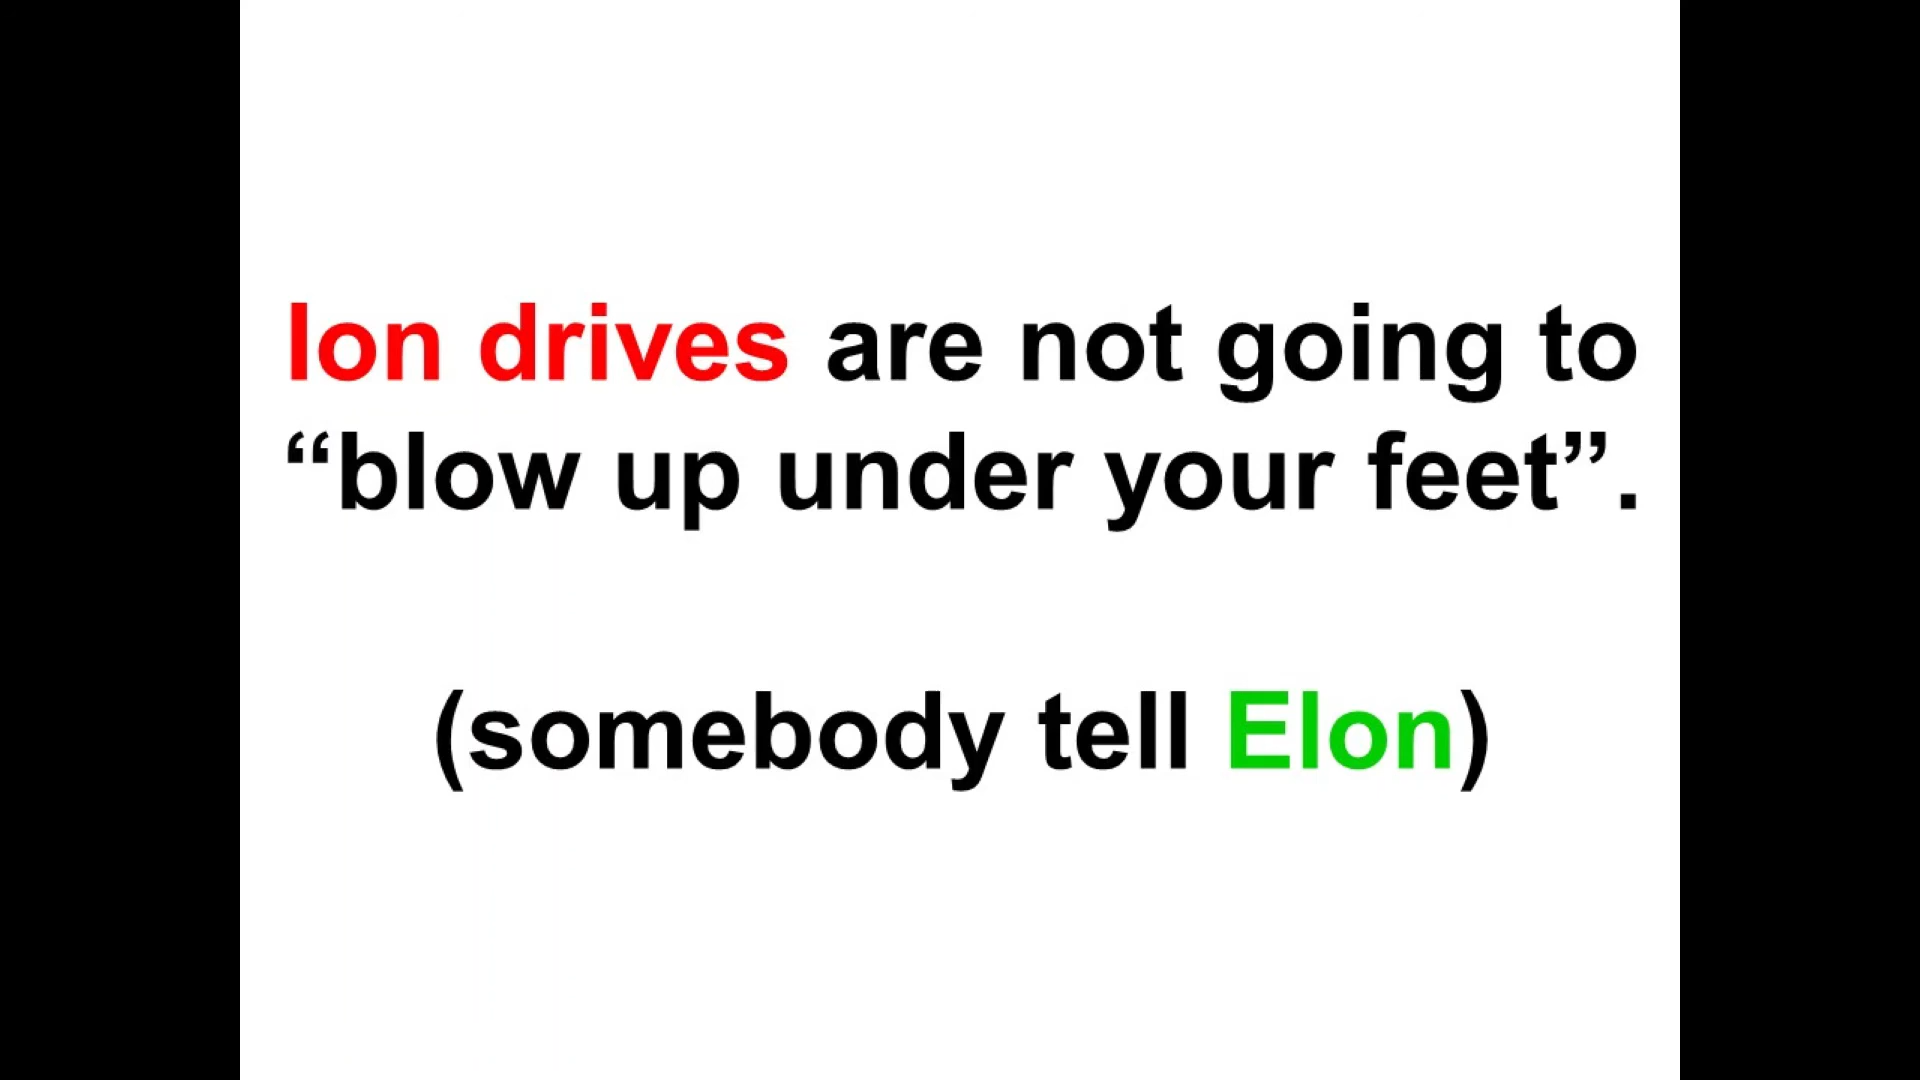 Ion drives are not going to
“blow up under your feet”.
(somebody tell Elon)